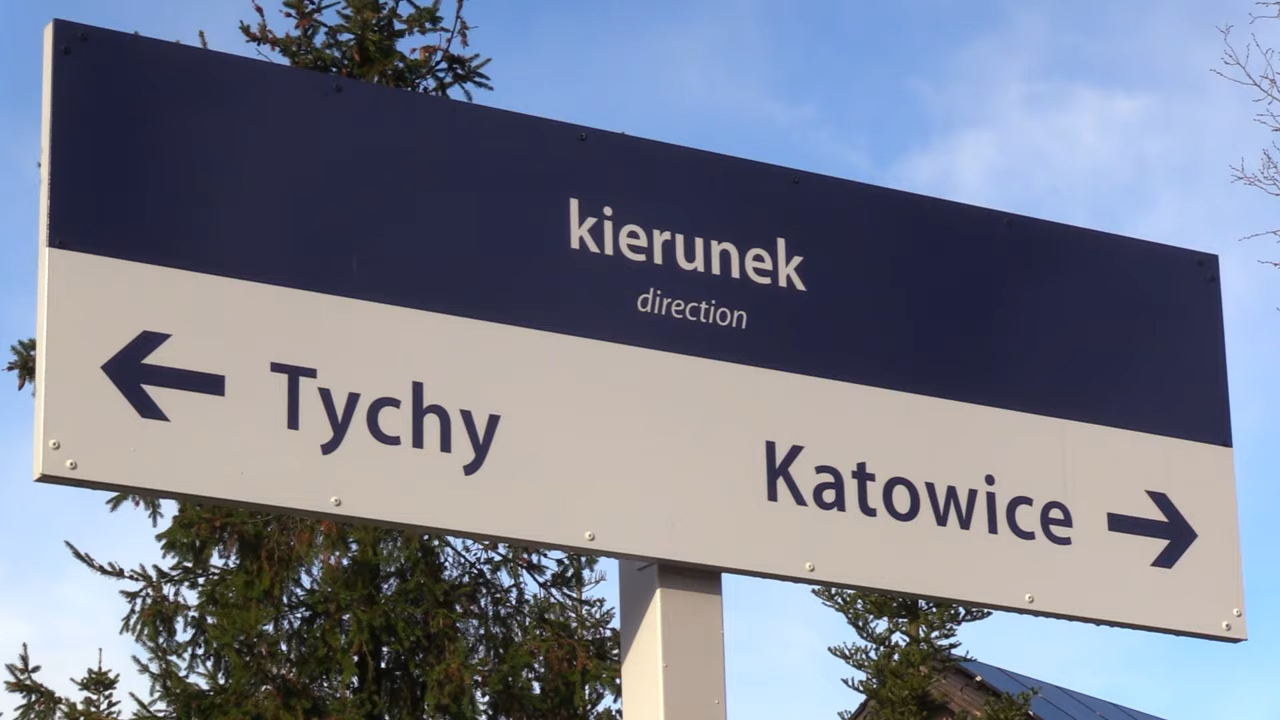 kierunek
direction
← Tychy
Katowice →